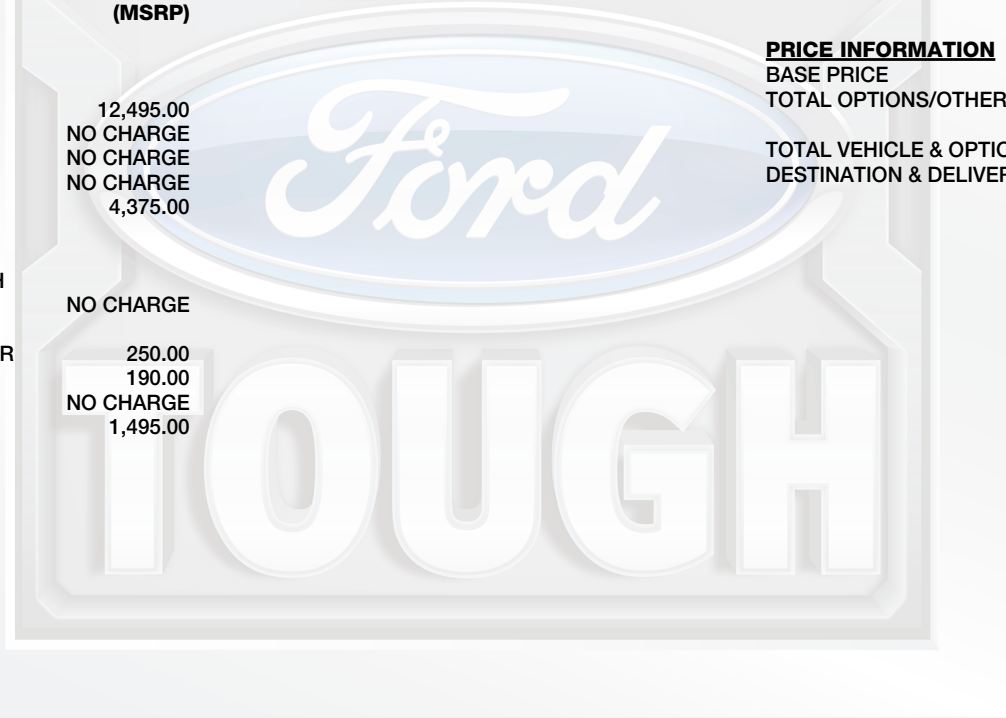 (MSRP)
12,495.00
NO CHARGE
NO CHARGE
NO CHARGE
4,375.00
H
NO CHARGE
R 250.00
190.00
NO CHARGE
1,495.00
PRICE INFORMATION
BASE PRICE
TOTAL OPTIONS/OTHER
TOTAL VEHICLE & OPTIO
DESTINATION & DELIVER
Ford
TOUGH